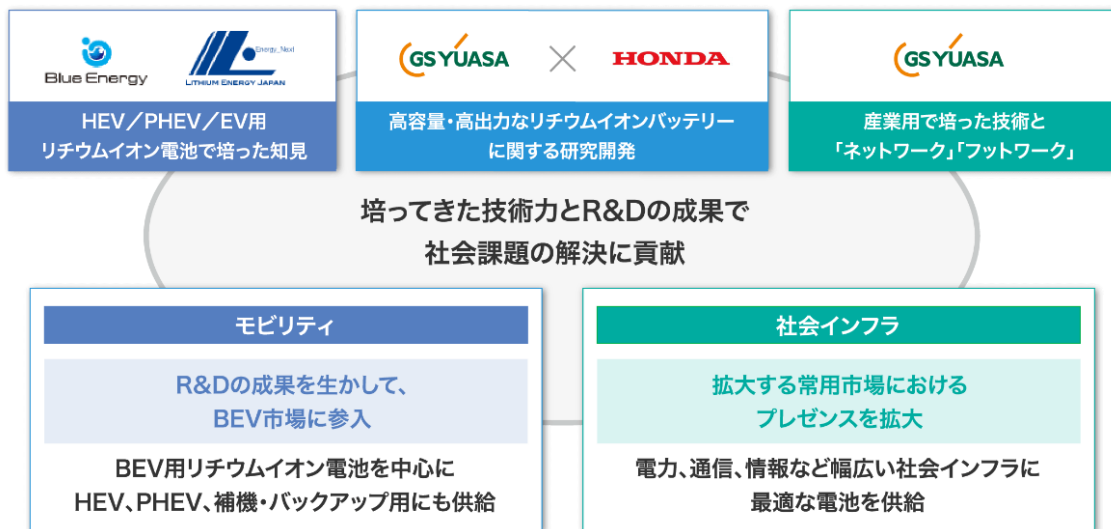 Blue Energy
Energy_Next
LITHIUM ENERGY JAPAN
HEV／PHEV／EV用
リチウムイオン電池で培った知見
GS YUASA × HONDA
高容量・高出力なリチウムイオンバッテリー
に関する研究開発
GS YUASA
産業用で培った技術と
「ネットワーク」「フットワーク」
培ってきた技術力とR&Dの成果で
社会課題の解決に貢献
モビリティ
R&Dの成果を生かして、
BEV市場に参入
BEV用リチウムイオン電池を中心に
HEV、PHEV、補機・バックアップ用にも供給
社会インフラ
拡大する常用市場における
プレゼンスを拡大
電力、通信、情報など幅広い社会インフラに
最適な電池を供給